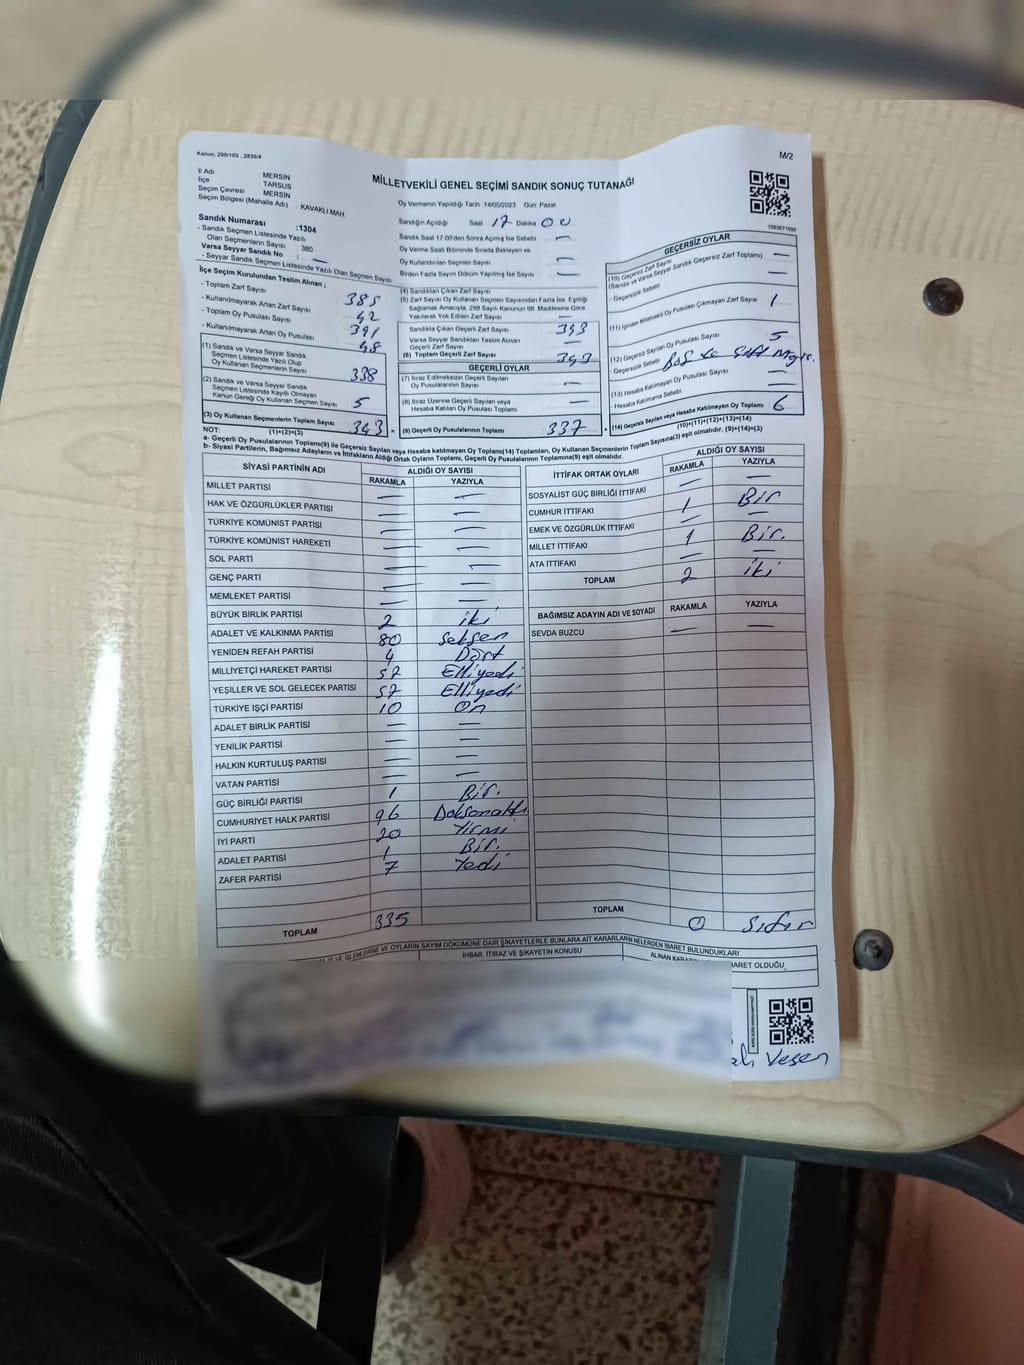 Kanun; 298/105 , 2839/4
M/2
İl Adı MERSİN
İlçe TARSUS
Seçim Çevresi MERSİN
Seçim Bölgesi (Mahalle Adı) : KAVAKLI MAH.
MİLLETVEKİLİ GENEL SEÇİMİ SANDIK SONUÇ TUTANAĞI
Oy Vermenin Yapıldığı Tarih :14/05/2023 Gün: Pazar
Sandığın Açıldığı Saat 17 Dakika 00
Sandık Saat 17.00'den Sonra Açılmış İse Sebebi —
Oy Verme Saati Bitiminde Sırada Bekleyen ve
Oy Kullandırılan Seçmen Sayısı —
Birden Fazla Sayım Döküm Yapılmış İse Sayısı —
Sandık Numarası :1304
- Sandık Seçmen Listesinde Yazılı
Olan Seçmenlerin Sayısı : 380
Varsa Seyyar Sandık No : —
- Seyyar Sandık Seçmen Listesinde Yazılı Olan Seçmen Sayısı
İlçe Seçim Kurulundan Teslim Alınan ;
- Toplam Zarf Sayısı 385
- Kullanılmayarak Artan Zarf Sayısı 42
- Toplam Oy Pusulası Sayısı 391
- Kullanılmayarak Artan Oy Pusulası 48
(1) Sandık ve Varsa Seyyar Sandık
Seçmen Listesinde Yazılı Olup
Oy Kullanan Seçmenlerin Sayısı 338
(2) Sandık ve Varsa Seyyar Sandık
Seçmen Listesinde Kayıtlı Olmayan
Kanun Gereği Oy Kullanan Seçmen Sayısı 5
(3) Oy Kullanan Seçmenlerin Toplam Sayısı 343
(1)+(2)=(3)
(4) Sandıktan Çıkan Zarf Sayısı
(5) Zarf Sayısı Oy Kullanan Seçmen Sayısından Fazla İse, Eşitliği
Sağlamak Amacıyla, 298 Sayılı Kanunun 98. Maddesine Göre
Yakılarak Yok Edilen Zarf Sayısı —
Sandıkta Çıkan Geçerli Zarf Sayısı 343
Varsa Seyyar Sandıktan Teslim Alınan
Geçerli Zarf Sayısı —
(6) Toplam Geçerli Zarf Sayısı 343
GEÇERLİ OYLAR
(7) İtiraz Edilmeksizin Geçerli Sayılan
Oy Pusulalarının Sayısı —
(8) İtiraz Üzerine Geçerli Sayılan veya
Hesaba Katılan Oy Pusulası Toplamı —
(9) Geçerli Oy Pusulalarının Toplamı 337
GEÇERSİZ OYLAR
(10) Geçersiz Zarf Sayısı
(Sandık ve Varsa Seyyar Sandık Geçersiz Zarf Toplamı) —
- Geçersizlik Sebebi —
(11) İçinden Milletvekili Oy Pusulası Çıkmayan Zarf Sayısı 1
(12) Geçersiz Sayılan Oy Pusulası Sayısı 5
- Geçersizlik Sebebi Boş ve
(13) Hesaba Katılmayan Oy Pusulası Sayısı —
- Hesaba Katılmama Sebebi —
(14) Geçersiz Sayılan veya Hesaba Katılmayan Oy Toplamı 6
(10)+(11)+(12)+(13)=(14)
NOT:
a- Geçerli Oy Pusulalarının Toplamı(9) ile Geçersiz Sayılan veya Hesaba katılmayan Oy Toplamı(14) Toplamları, Oy Kullanan Seçmenlerin Toplam Sayısına(3) eşit olmalıdır. (9)+(14)=(3)
b- Siyasi Partilerin, Bağımsız Adayların ve İttifakların Aldığı Ortak Oyların Toplamı, Geçerli Oy Pusulalarının Toplamına(9) eşit olmalıdır.
SİYASİ PARTİNİN ADI ALDIĞI OY SAYISI
RAKAMLA YAZIYLA
MİLLET PARTİSİ — —
HAK VE ÖZGÜRLÜKLER PARTİSİ — —
TÜRKİYE KOMÜNİST PARTİSİ — —
TÜRKİYE KOMÜNİST HAREKETİ — —
SOL PARTİ — —
GENÇ PARTİ — —
MEMLEKET PARTİSİ — —
BÜYÜK BİRLİK PARTİSİ 2 iki
ADALET VE KALKINMA PARTİSİ 80 Seksen
YENİDEN REFAH PARTİSİ 4 Dört
MİLLİYETÇİ HAREKET PARTİSİ 57 Elliyedi
YEŞİLLER VE SOL GELECEK PARTİSİ 57 Elliyedi
TÜRKİYE İŞÇİ PARTİSİ 10 On
ADALET BİRLİK PARTİSİ — —
YENİLİK PARTİSİ — —
HALKIN KURTULUŞ PARTİSİ — —
VATAN PARTİSİ — —
GÜÇ BİRLİĞİ PARTİSİ 1 Bir.
CUMHURİYET HALK PARTİSİ 96 Doksanaltı
İYİ PARTİ 20 Yirmi
ADALET PARTİSİ 1 Bir.
ZAFER PARTİSİ 7 Yedi
TOPLAM 335
İTTİFAK ORTAK OYLARI ALDIĞI OY SAYISI
RAKAMLA YAZIYLA
SOSYALİST GÜÇ BİRLİĞİ İTTİFAKI — —
CUMHUR İTTİFAKI 1 Bir
EMEK VE ÖZGÜRLÜK İTTİFAKI — —
MİLLET İTTİFAKI 1 Bir.
ATA İTTİFAKI — —
TOPLAM 2 iki
BAĞIMSIZ ADAYIN ADI VE SOYADI RAKAMLA YAZIYLA
SEVDA BUZCU — —
TOPLAM 0 Sıfır
VE İŞLEMLERİNE VE OYLARIN SAYIM DÖKÜMÜNE DAİR ŞİKAYETLERLE BUNLARA AİT KARARLARIN NELERDEN İBARET BULUNDUKLARI
İHBAR, İTİRAZ VE ŞİKAYETİN KONUSU